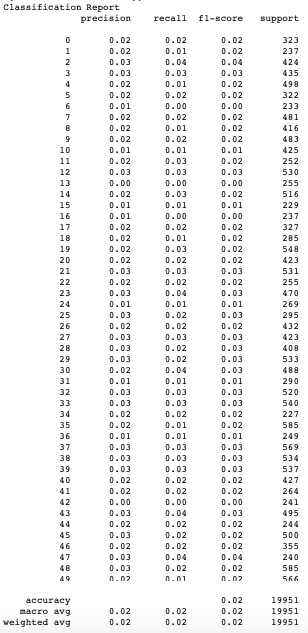 Classification Report
precision recall f1-score support
0 0.02 0.02 0.02 323
1 0.02 0.01 0.02 237
2 0.03 0.04 0.04 424
3 0.03 0.03 0.03 435
4 0.02 0.01 0.02 498
5 0.02 0.02 0.02 322
6 0.01 0.00 0.00 233
7 0.02 0.02 0.02 481
8 0.02 0.01 0.02 416
9 0.02 0.02 0.02 483
10 0.01 0.01 0.01 425
11 0.02 0.03 0.02 252
12 0.03 0.03 0.03 530
13 0.00 0.00 0.00 255
14 0.02 0.03 0.02 516
15 0.01 0.01 0.01 229
16 0.01 0.00 0.00 237
17 0.02 0.02 0.02 327
18 0.02 0.01 0.02 285
19 0.02 0.03 0.02 548
20 0.02 0.02 0.02 423
21 0.03 0.03 0.03 531
22 0.02 0.02 0.02 255
23 0.03 0.04 0.03 470
24 0.01 0.01 0.01 269
25 0.03 0.02 0.03 295
26 0.02 0.02 0.02 432
27 0.03 0.03 0.03 423
28 0.03 0.02 0.03 408
29 0.03 0.02 0.03 533
30 0.02 0.04 0.03 488
31 0.01 0.01 0.01 290
32 0.03 0.03 0.03 520
33 0.03 0.03 0.03 540
34 0.02 0.02 0.02 227
35 0.02 0.01 0.02 585
36 0.01 0.01 0.01 249
37 0.03 0.03 0.03 569
38 0.03 0.03 0.03 534
39 0.03 0.03 0.03 537
40 0.02 0.02 0.02 427
41 0.02 0.02 0.02 264
42 0.00 0.00 0.00 241
43 0.03 0.04 0.03 495
44 0.02 0.02 0.02 244
45 0.03 0.02 0.02 500
46 0.02 0.02 0.02 355
47 0.03 0.04 0.04 240
48 0.03 0.02 0.02 585
49 0.02 0.01 0.02 566
accuracy 0.02 19951
macro avg 0.02 0.02 0.02 19951
weighted avg 0.02 0.02 0.02 19951